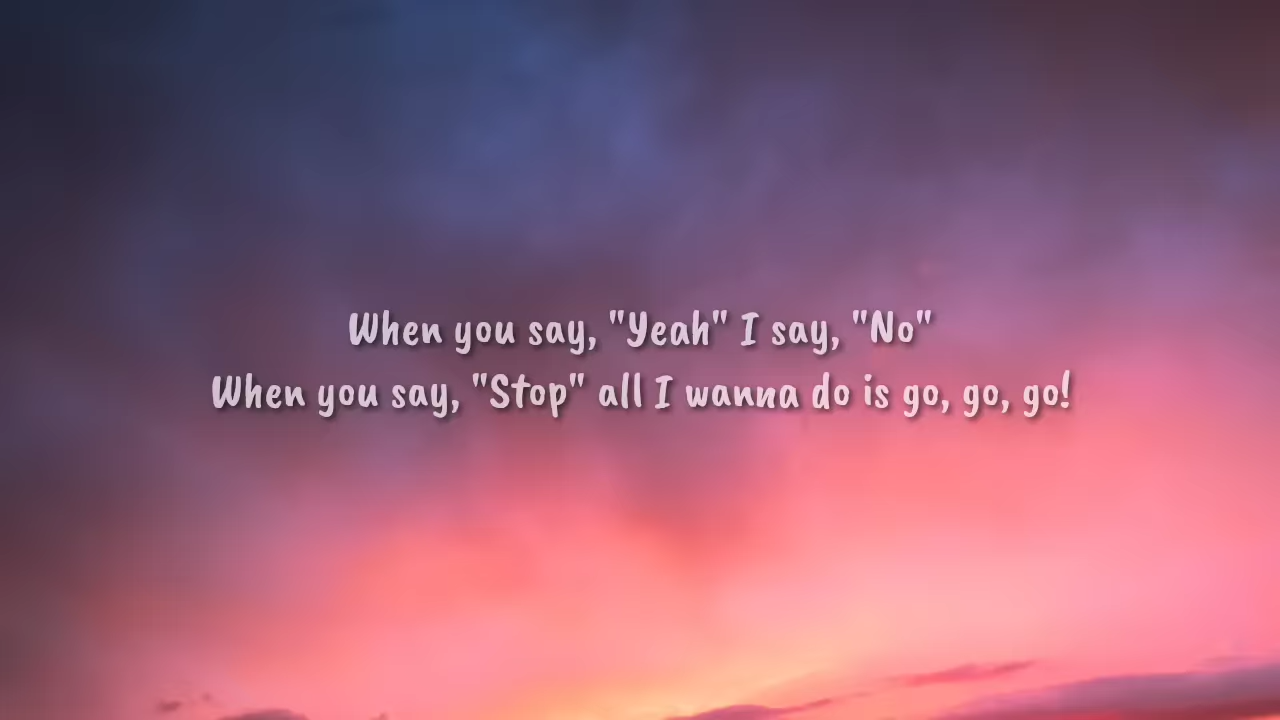 When you say, "Yeah" I say, "No"
When you say, "Stop" all I wanna do is go, go, go!